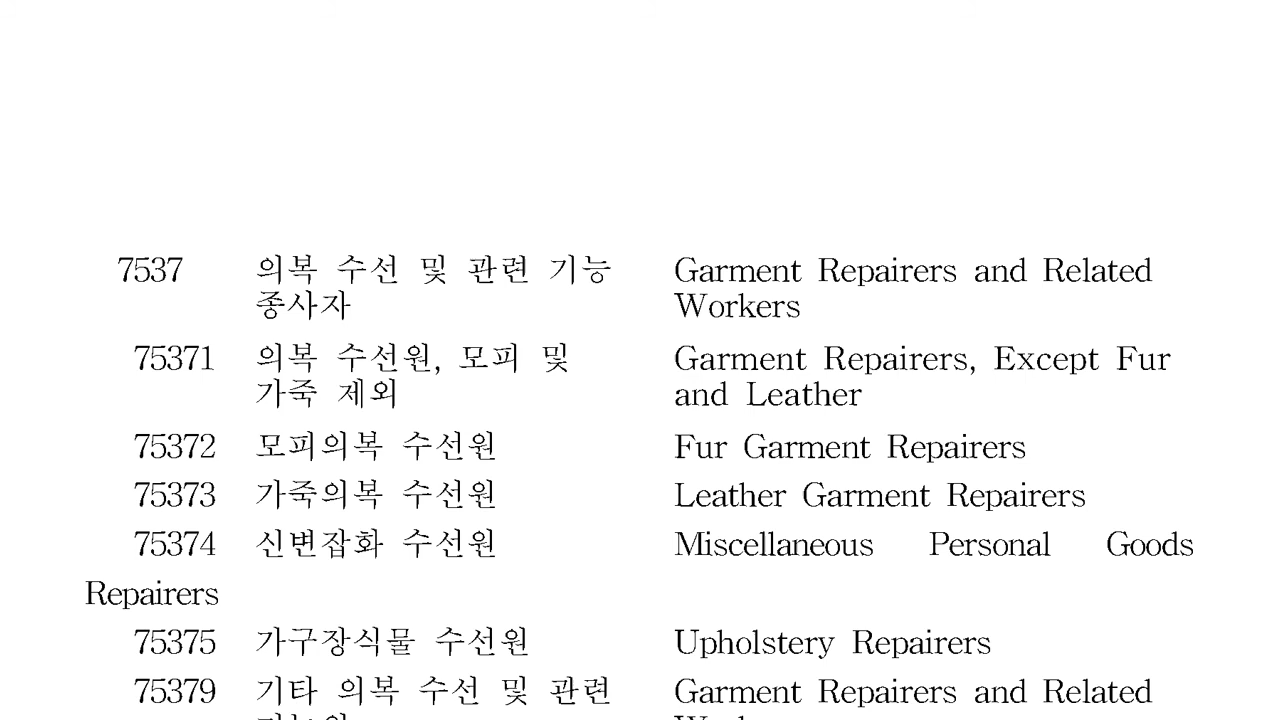 7537 의복 수선 및 관련 기능 Garment Repairers and Related
종사자 Workers
75371 의복 수선원, 모피 및 Garment Repairers, Except Fur
가죽 제외 and Leather
75372 모피의복 수선원 Fur Garment Repairers
75373 가죽의복 수선원 Leather Garment Repairers
75374 신변잡화 수선원 Miscellaneous Personal Goods
Repairers
75375 가구장식물 수선원 Upholstery Repairers
75379 기타 의복 수선 및 관련 Garment Repairers and Related